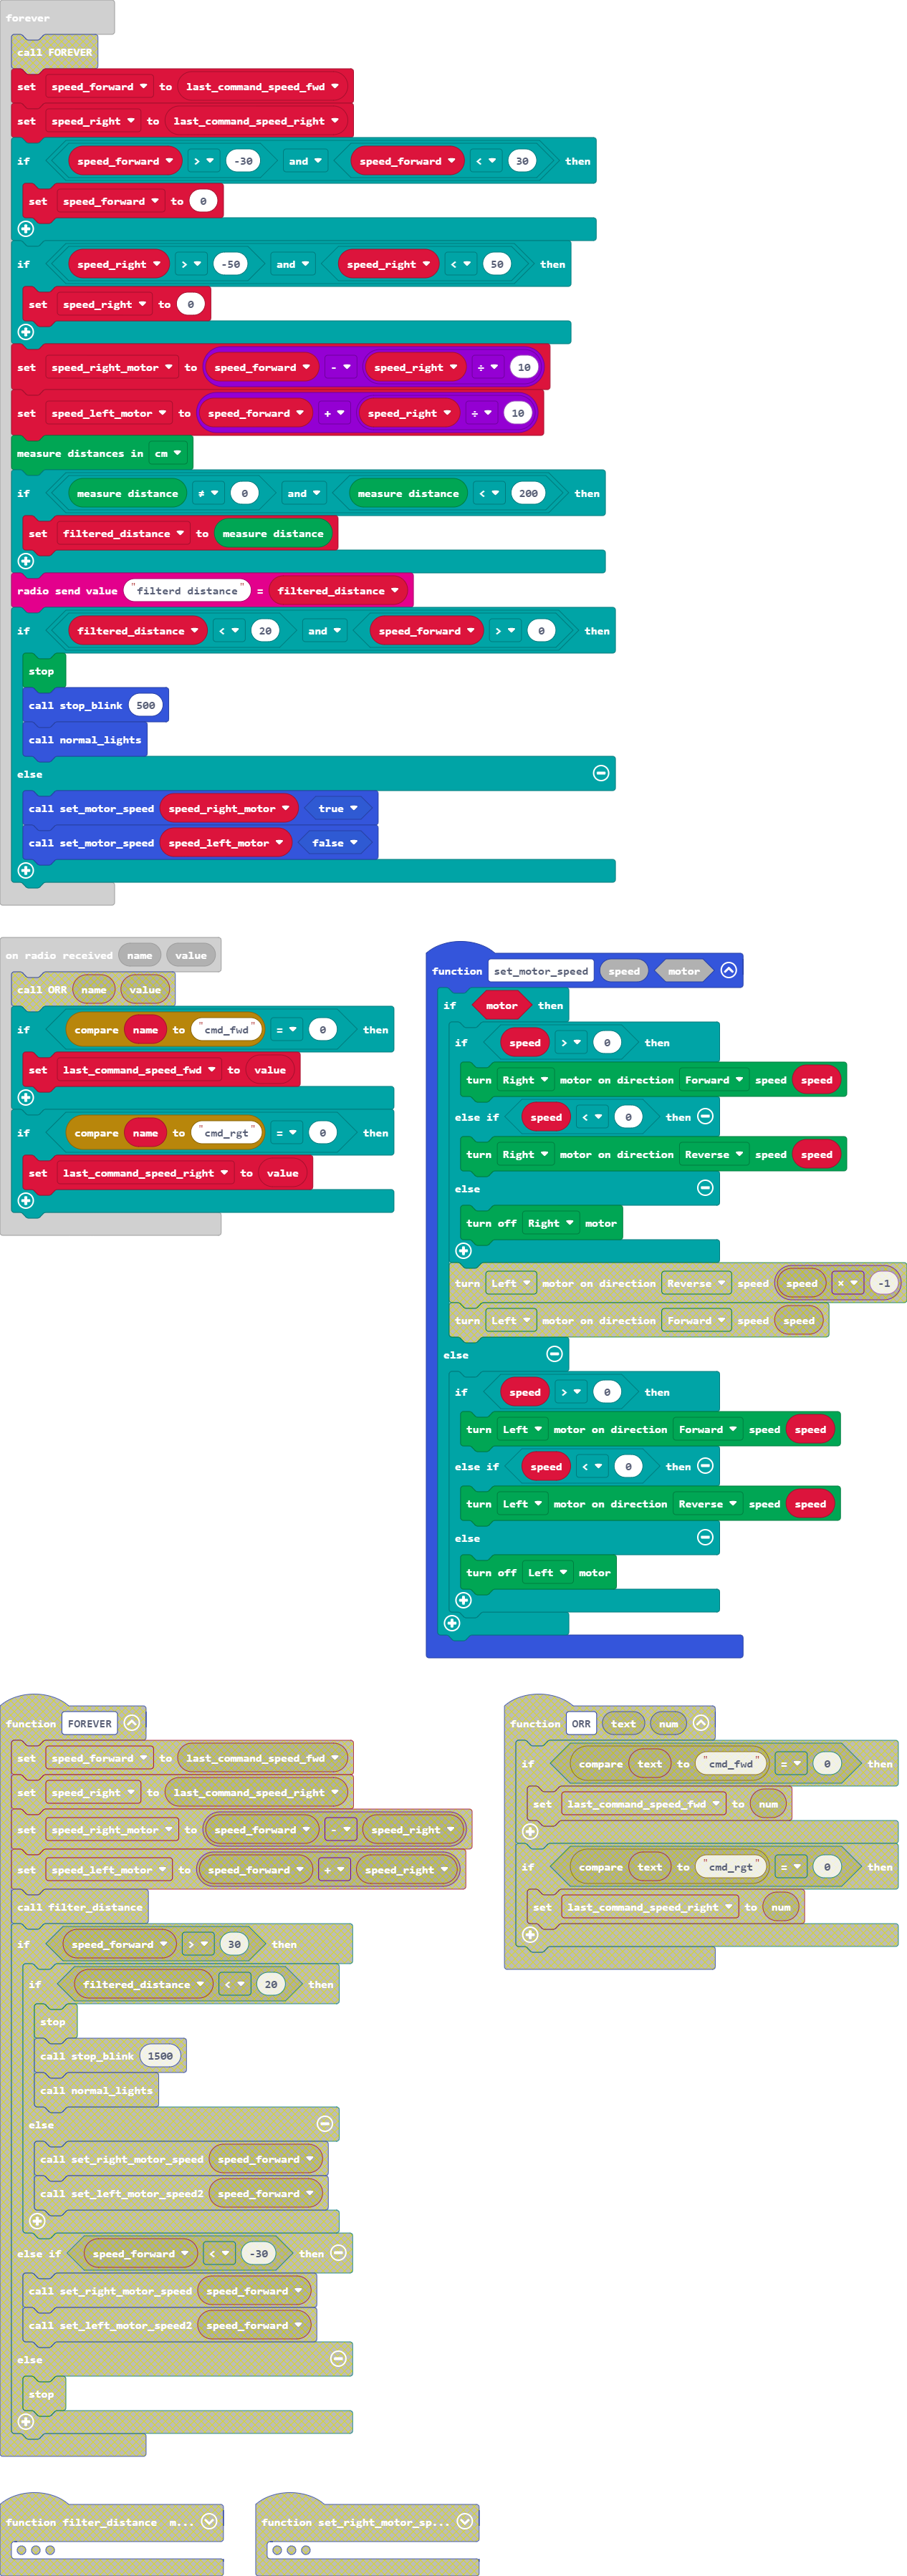 forever
call FOREVER
set speed_forward to last_command_speed_fwd
set speed_right to last_command_speed_right
if speed_forward > -30 and speed_forward < 30 then
set speed_forward to 0
if speed_right > -50 and speed_right < 50 then
set speed_right to 0
set speed_right_motor to speed_forward - speed_right ÷ 10
set speed_left_motor to speed_forward + speed_right ÷ 10
measure distances in cm
if measure distance ≠ 0 and measure distance < 200 then
set filtered_distance to measure distance
radio send value "filterd distance" = filtered_distance
if filtered_distance < 20 and speed_forward > 0 then
stop
call stop_blink 500
call normal_lights
else
call set_motor_speed speed_right_motor true
call set_motor_speed speed_left_motor false
on radio received name value
call ORR name value
if compare name to "cmd_fwd" = 0 then
set last_command_speed_fwd to value
if compare name to "cmd_rgt" = 0 then
set last_command_speed_right to value
function set_motor_speed speed motor
if motor then
if speed > 0 then
turn Right motor on direction Forward speed speed
else if speed < 0 then
turn Right motor on direction Reverse speed speed
else
turn off Right motor
turn Left motor on direction Reverse speed speed × -1
turn Left motor on direction Forward speed speed
else
if speed > 0 then
turn Left motor on direction Forward speed speed
else if speed < 0 then
turn Left motor on direction Reverse speed speed
else
turn off Left motor
function FOREVER
set speed_forward to last_command_speed_fwd
set speed_right to last_command_speed_right
set speed_right_motor to speed_forward - speed_right
set speed_left_motor to speed_forward + speed_right
call filter_distance
if speed_forward > 30 then
if filtered_distance < 20 then
stop
call stop_blink 1500
call normal_lights
else
call set_right_motor_speed speed_forward
call set_left_motor_speed2 speed_forward
else if speed_forward < -30 then
call set_right_motor_speed speed_forward
call set_left_motor_speed2 speed_forward
else
stop
function ORR text num
if compare text to "cmd_fwd" = 0 then
set last_command_speed_fwd to num
if compare text to "cmd_rgt" = 0 then
set last_command_speed_right to num
function filter_distance m...
function set_right_motor_sp...